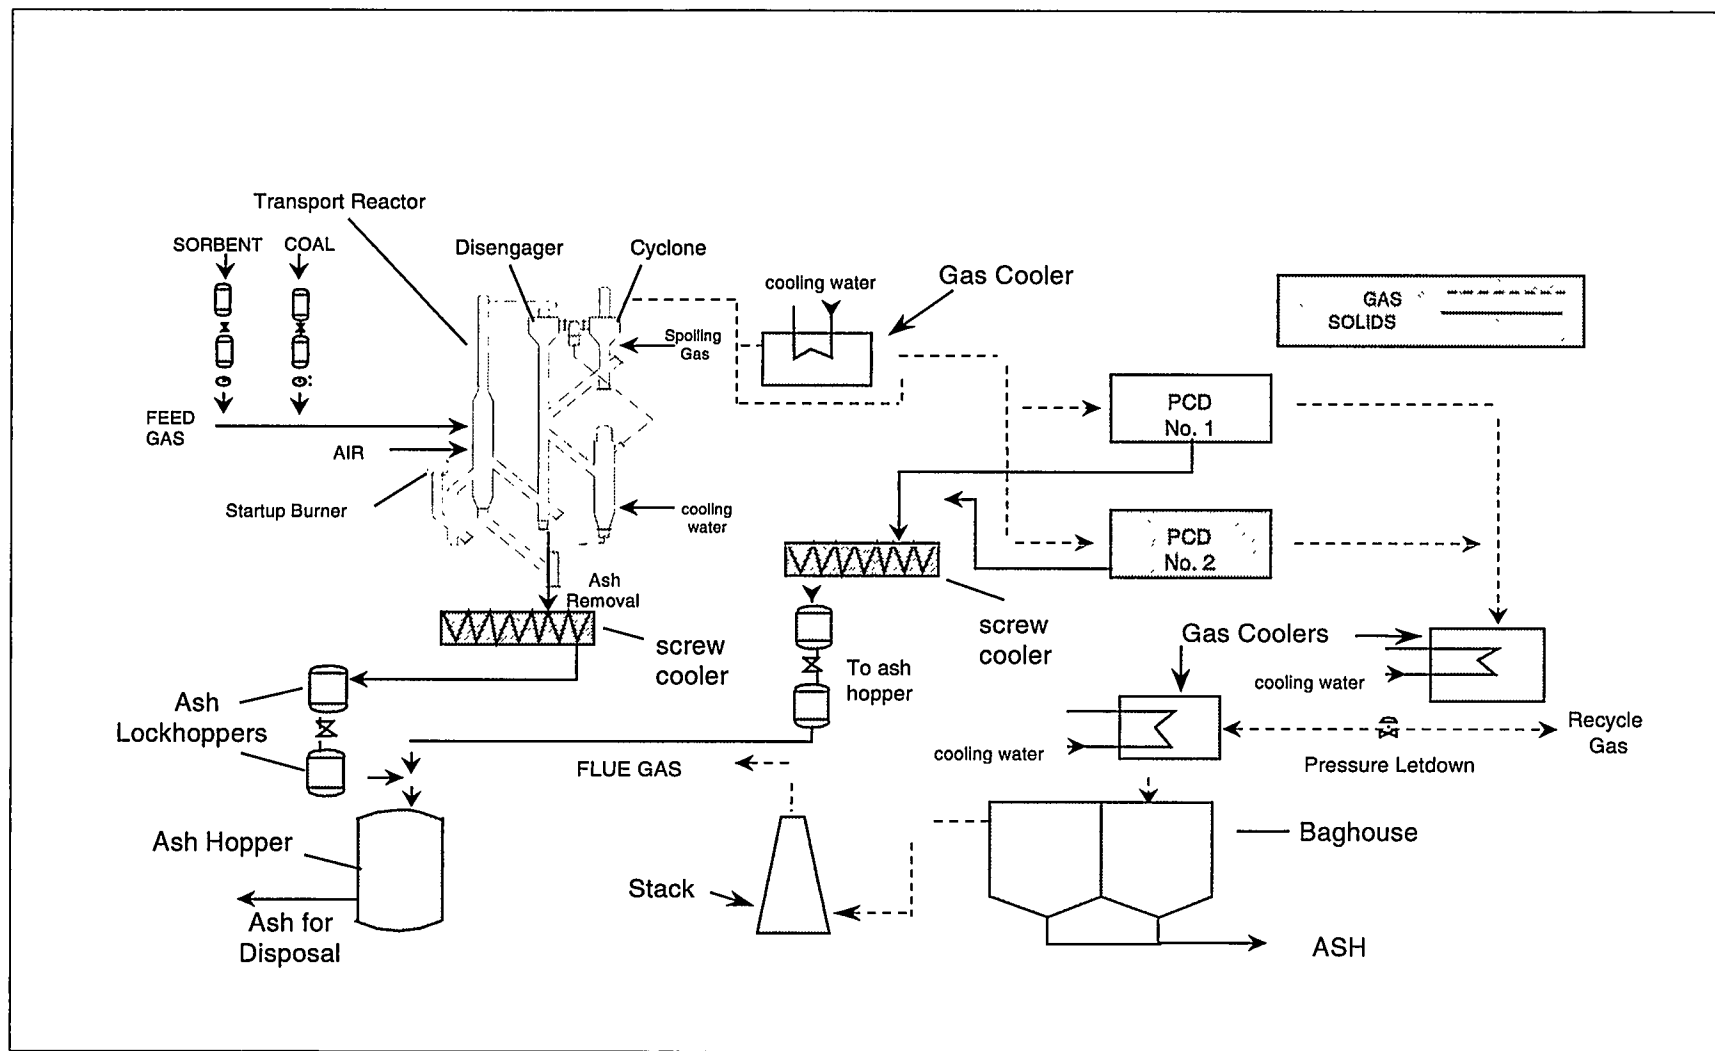 Transport Reactor
SORBENT
COAL
Disengager
Cyclone
cooling water
Gas Cooler
GAS
SOLIDS
Spoiling
Gas
FEED
GAS
AIR
PCD
No. 1
Startup Burner
cooling
water
PCD
No. 2
Ash
Removal
screw
cooler
screw
cooler
Gas Coolers
cooling water
To ash
hopper
Ash
Lockhoppers
Recycle
Gas
cooling water
Pressure Letdown
FLUE GAS
Ash Hopper
Baghouse
Stack
Ash for
Disposal
ASH